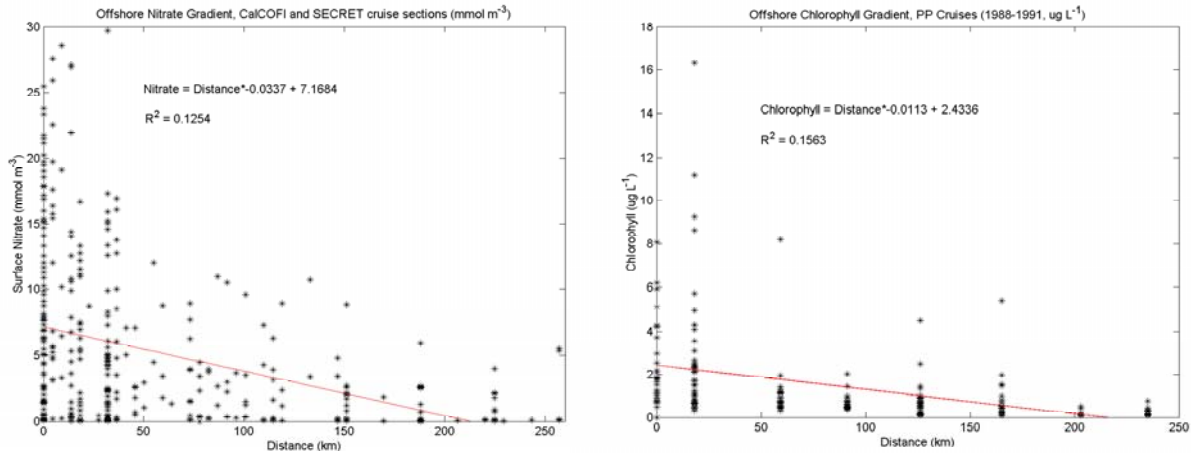 Offshore Nitrate Gradient, CalCOFI and SECRET cruise sections (mmol m⁻³)
30
25
20
15
10
5
0
Surface Nitrate (mmol m⁻³)
Nitrate = Distance*-0.0337 + 7.1684
R² = 0.1254
0 50 100 150 200 250
Distance (km)
Offshore Chlorophyll Gradient, PP Cruises (1988-1991, ug L⁻¹)
18
16
14
12
10
8
6
4
2
0
Chlorophyll (ug L⁻¹)
Chlorophyll = Distance*-0.0113 + 2.4336
R² = 0.1563
0 50 100 150 200 250
Distance (km)